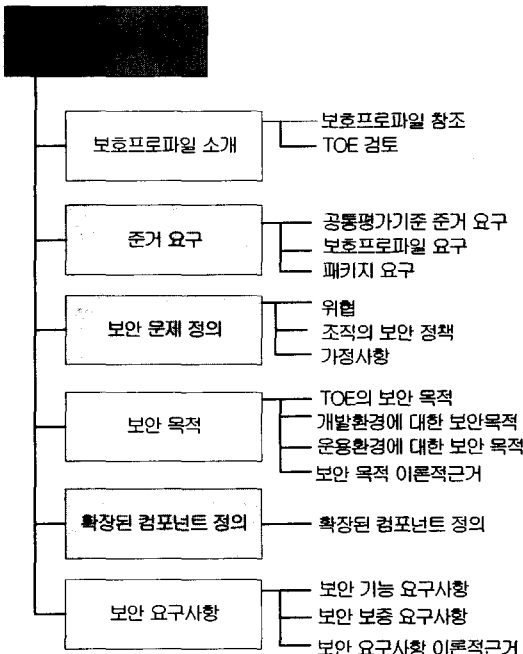 보호프로파일 소개
보호프로파일 참조
TOE 검토
준거 요구
공통평가기준 준거 요구
보호프로파일 요구
패키지 요구
보안 문제 정의
위협
조직의 보안 정책
가정사항
보안 목적
TOE의 보안 목적
개발환경에 대한 보안목적
운용환경에 대한 보안 목적
보안 목적 이론적근거
확장된 컴포넌트 정의
확장된 컴포넌트 정의
보안 요구사항
보안 기능 요구사항
보안 보증 요구사항
보안 요구사항 이론적근거